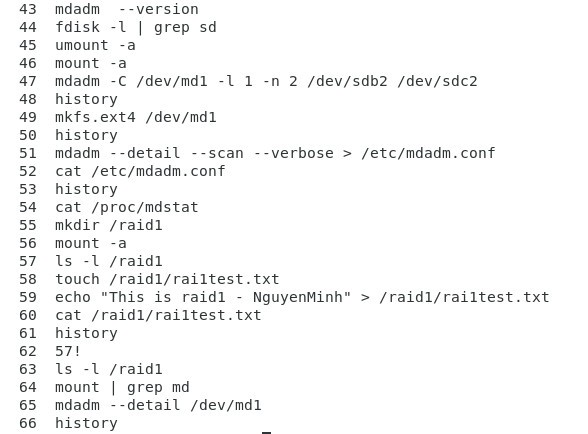 43 mdadm  --version
44 fdisk -l | grep sd
45 umount -a
46 mount -a
47 mdadm -C /dev/md1 -l 1 -n 2 /dev/sdb2 /dev/sdc2
48 history
49 mkfs.ext4 /dev/md1
50 history
51 mdadm --detail --scan --verbose > /etc/mdadm.conf
52 cat /etc/mdadm.conf
53 history
54 cat /proc/mdstat
55 mkdir /raid1
56 mount -a
57 ls -l /raid1
58 touch /raid1/rai1test.txt
59 echo "This is raid1 - NguyenMinh" > /raid1/rai1test.txt
60 cat /raid1/rai1test.txt
61 history
62 57!
63 ls -l /raid1
64 mount | grep md
65 mdadm --detail /dev/md1
66 history